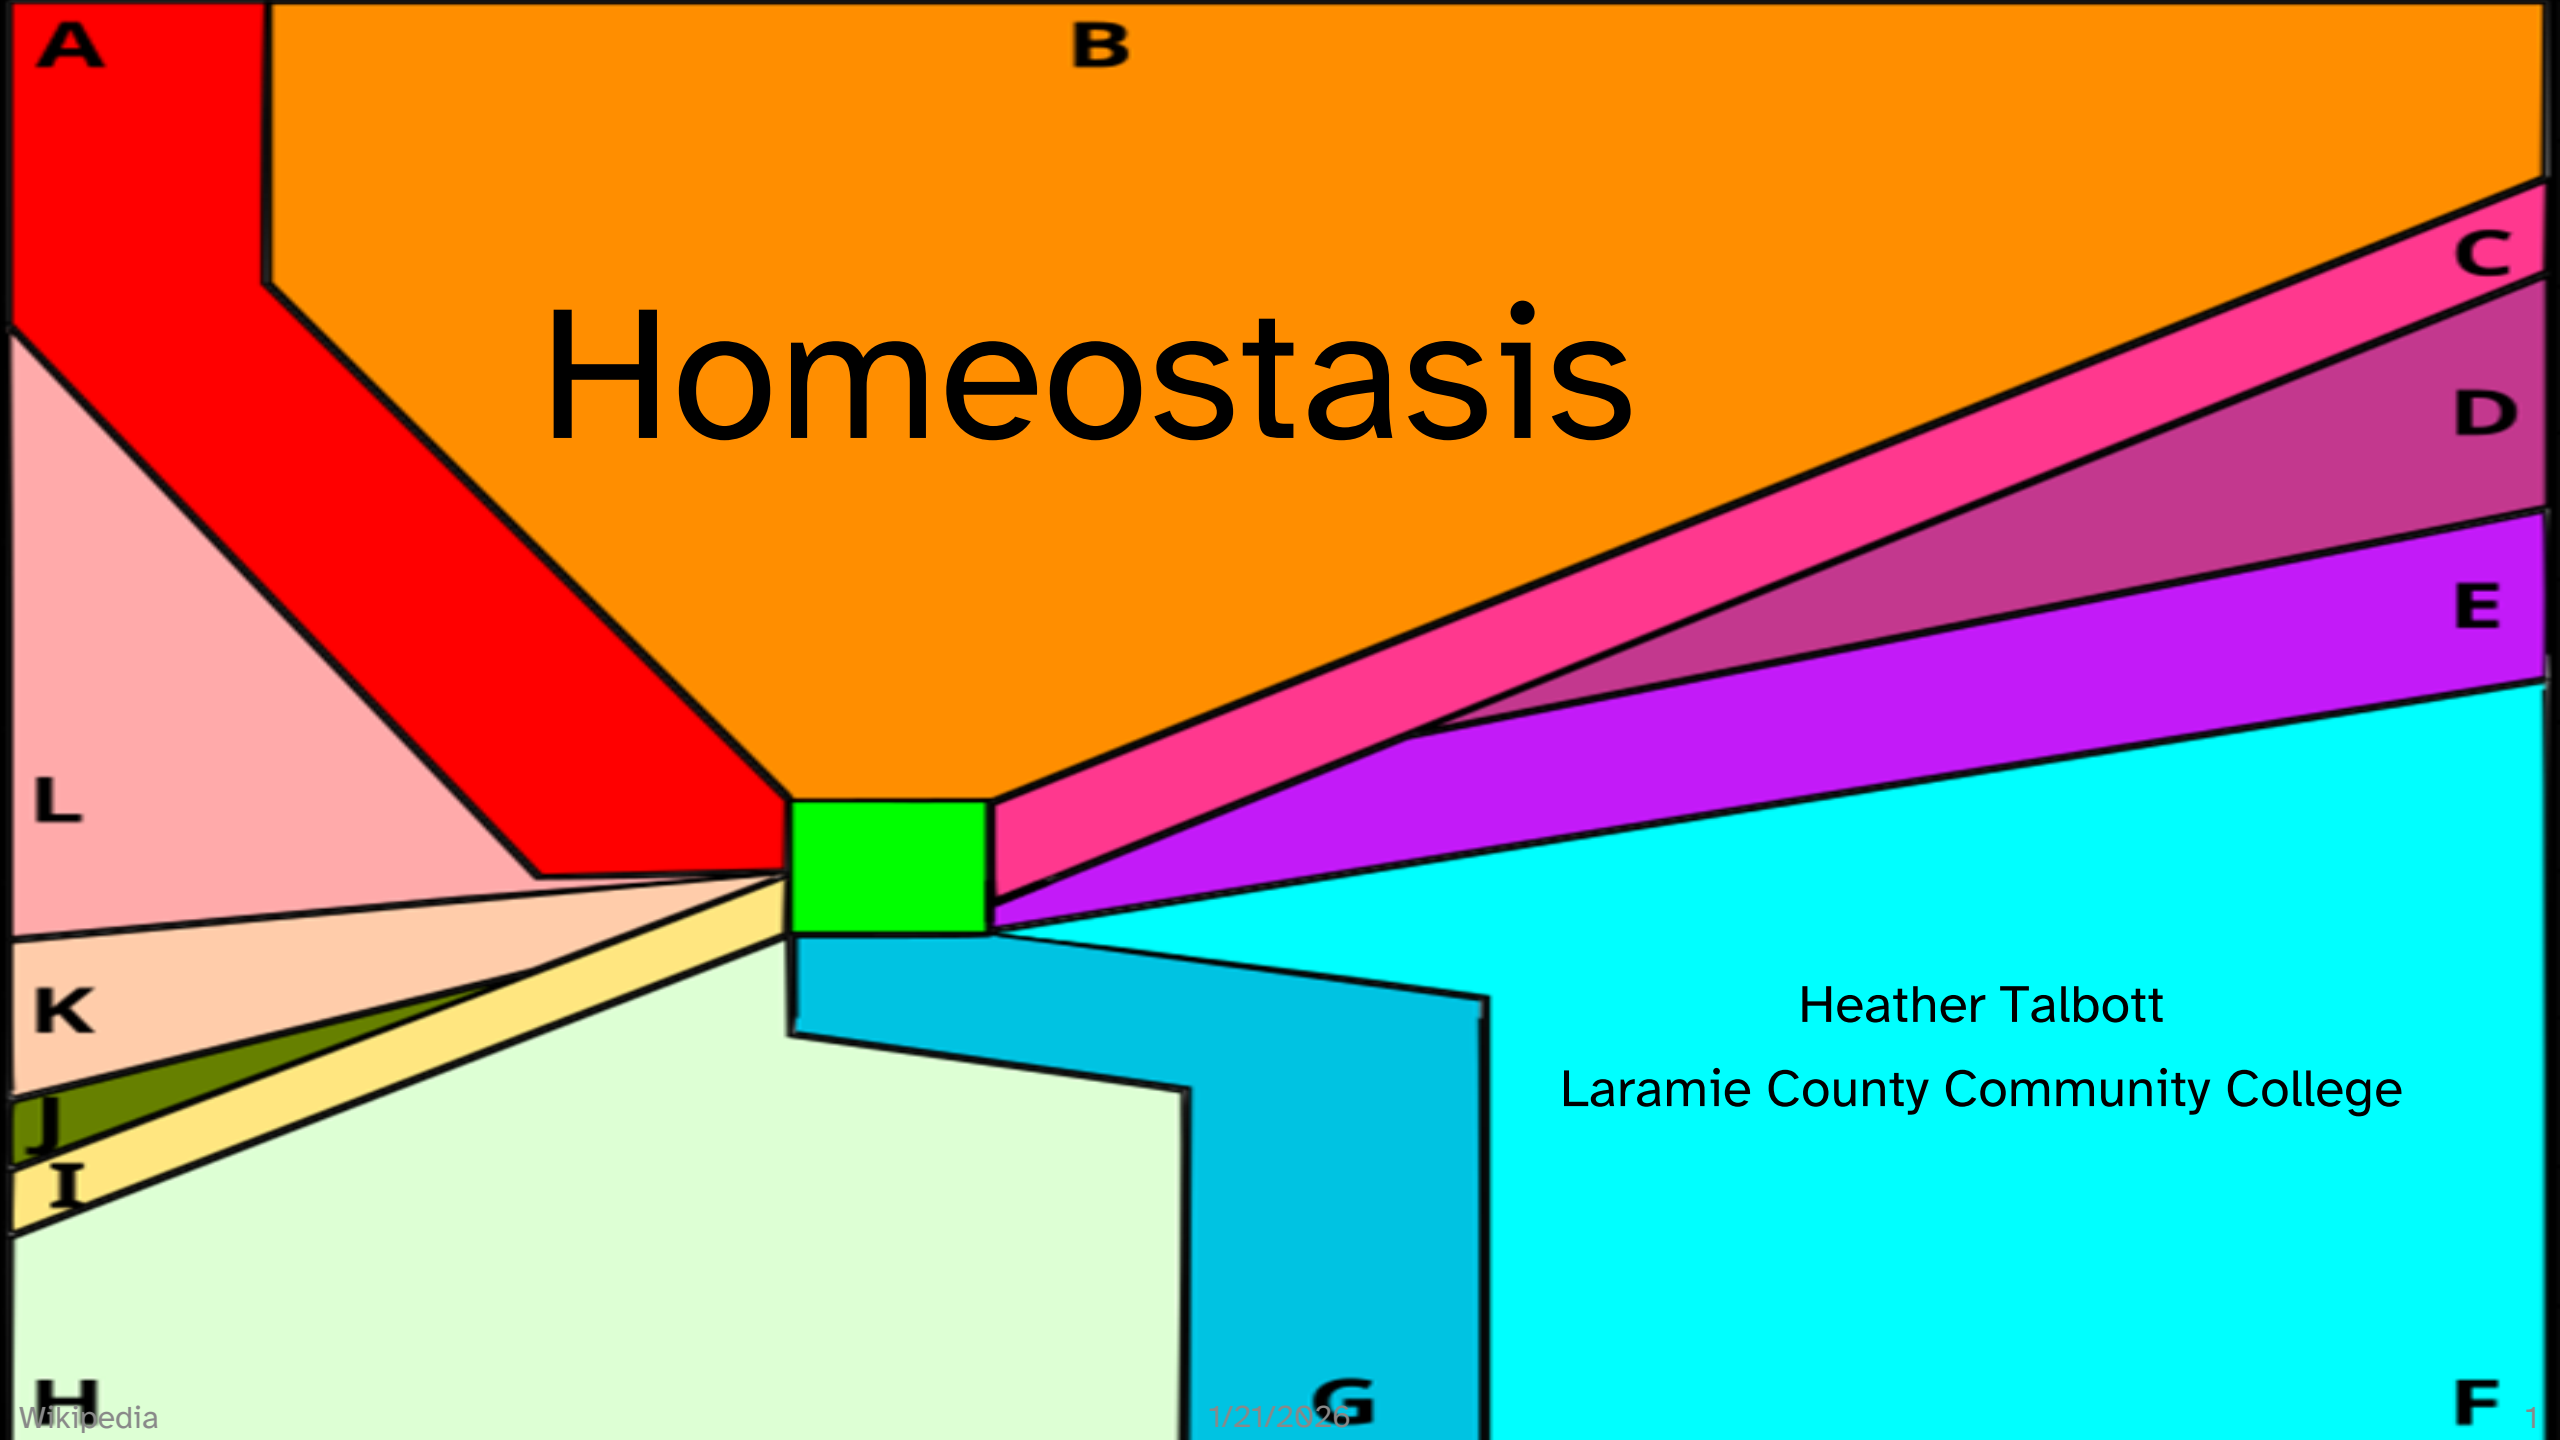 A
B
C
Homeostasis
D
E
L
K
Heather Talbott
J
Laramie County Community College
I
H
G
F
Wikipedia
1/21/2026
1